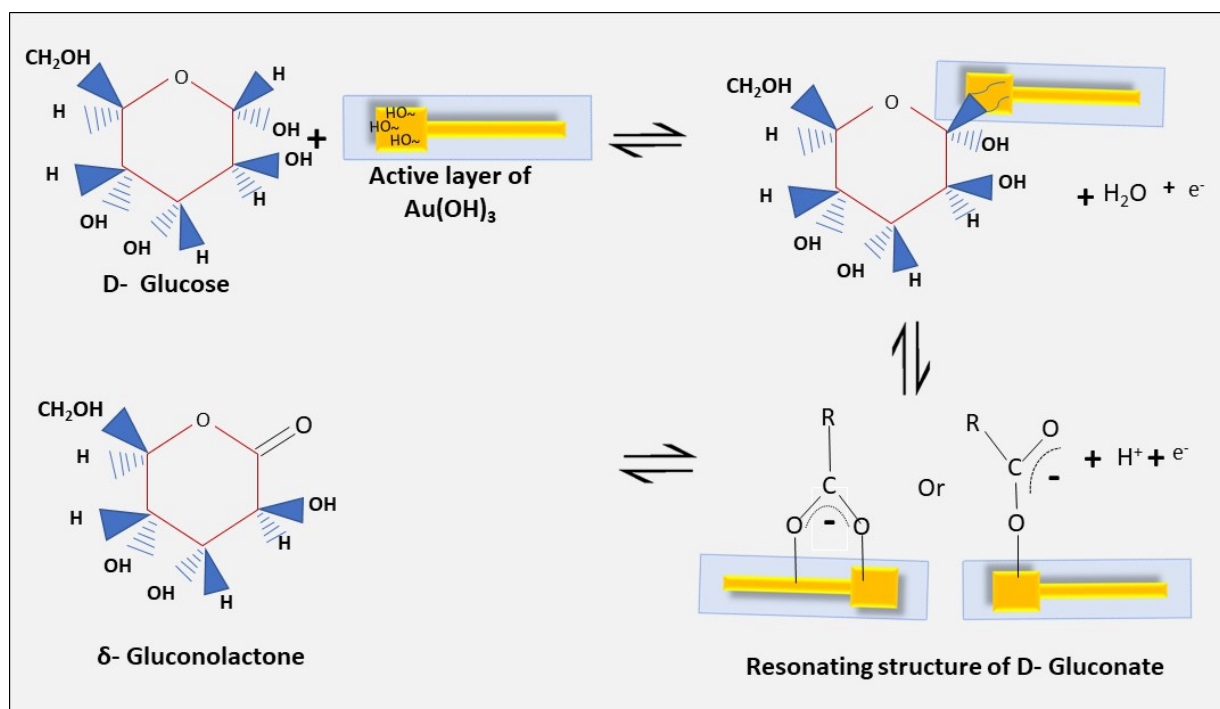 CH₂OH
O
H
H
OH
OH
H
H
OH
OH
H
D- Glucose
+
HO~
HO~
HO~
Active layer of
Au(OH)₃
CH₂OH
O
H
OH
H
OH
H
OH
OH
H
+ H₂O + e⁻
CH₂OH
O
O
H
H
OH
H
OH
OH
H
δ- Gluconolactone
R
C
O
-
O
Or
R
O
C
-
O
+ H⁺ + e⁻
Resonating structure of D- Gluconate